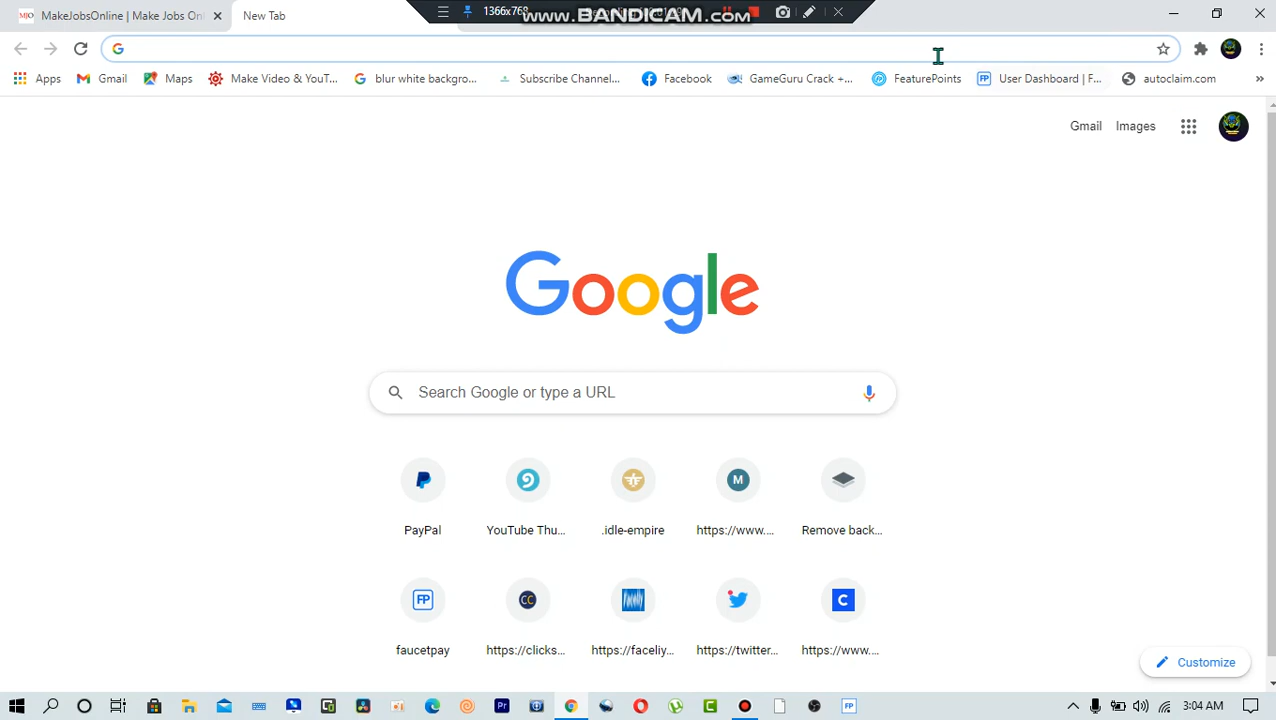 MakeJobsOnline | Make Jobs On
New Tab
1366x768
www.BANDICAM.com
Apps
Gmail
Maps
Make Video & YouT...
blur white backgro...
Subscribe Channel...
Facebook
GameGuru Crack +...
FeaturePoints
User Dashboard | F...
autoclaim.com
»
Gmail
Images
Google
Search Google or type a URL
PayPal
YouTube Thu...
.idle-empire
M
https://www....
Remove back...
FP
faucetpay
CC
https://clicks...
https://faceliy...
https://twitter...
C
https://www....
Customize
3:04 AM